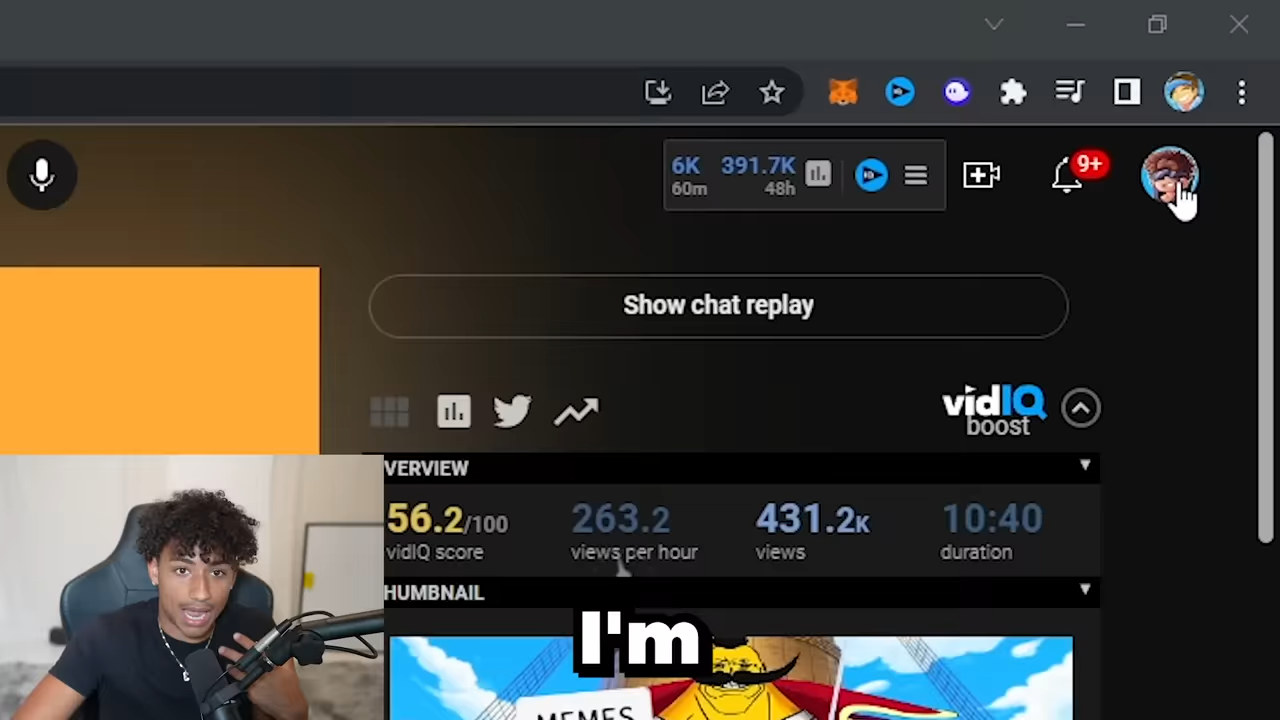 6K 391.7K
60m 48h
9+
Show chat replay
vidIQ
boost
VERVIEW
56.2/100 263.2 431.2K 10:40
vidIQ score views per hour views duration
HUMBNAIL
I'm
MEMES